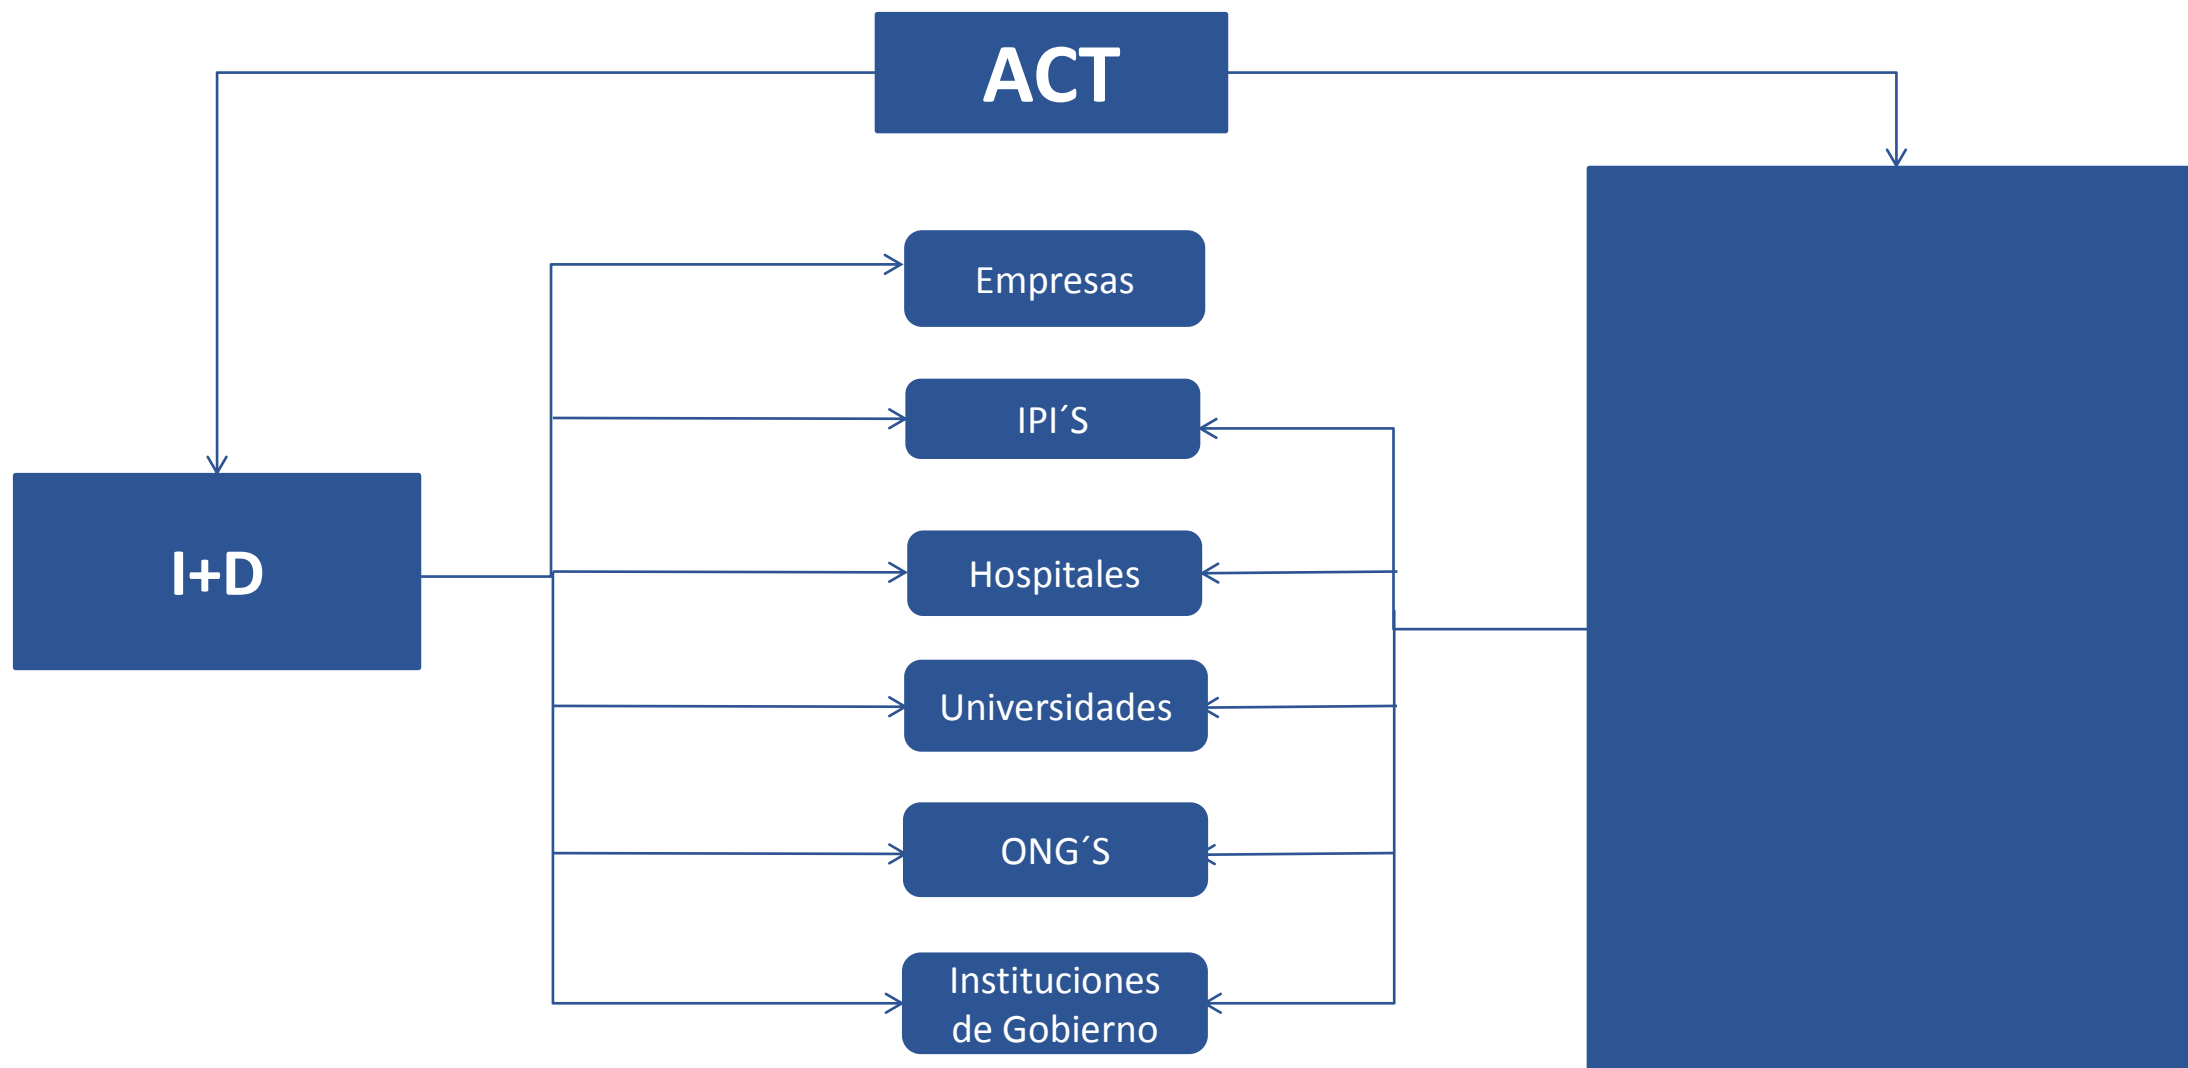 ACT
Empresas
IPI´S
I+D
Hospitales
Universidades
ONG´S
Instituciones
de Gobierno